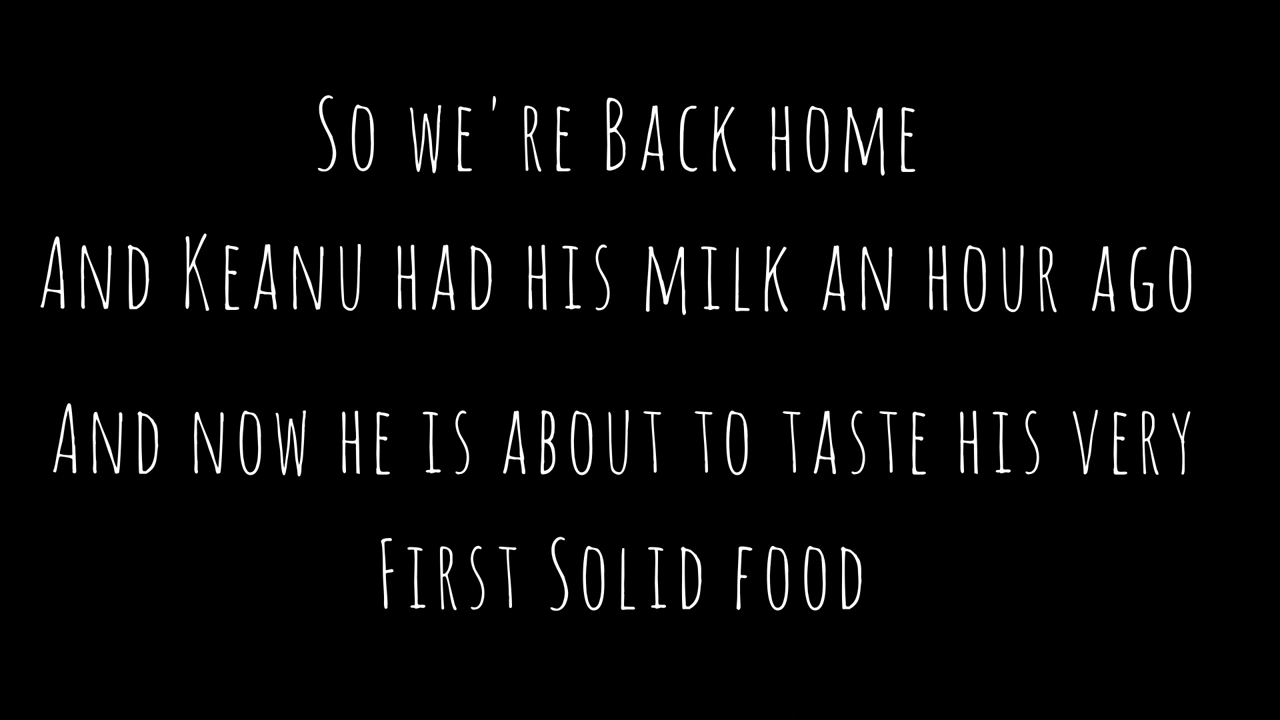 So we're Back home
And Keanu had his milk an hour ago
And now he is about to taste his very
First Solid food